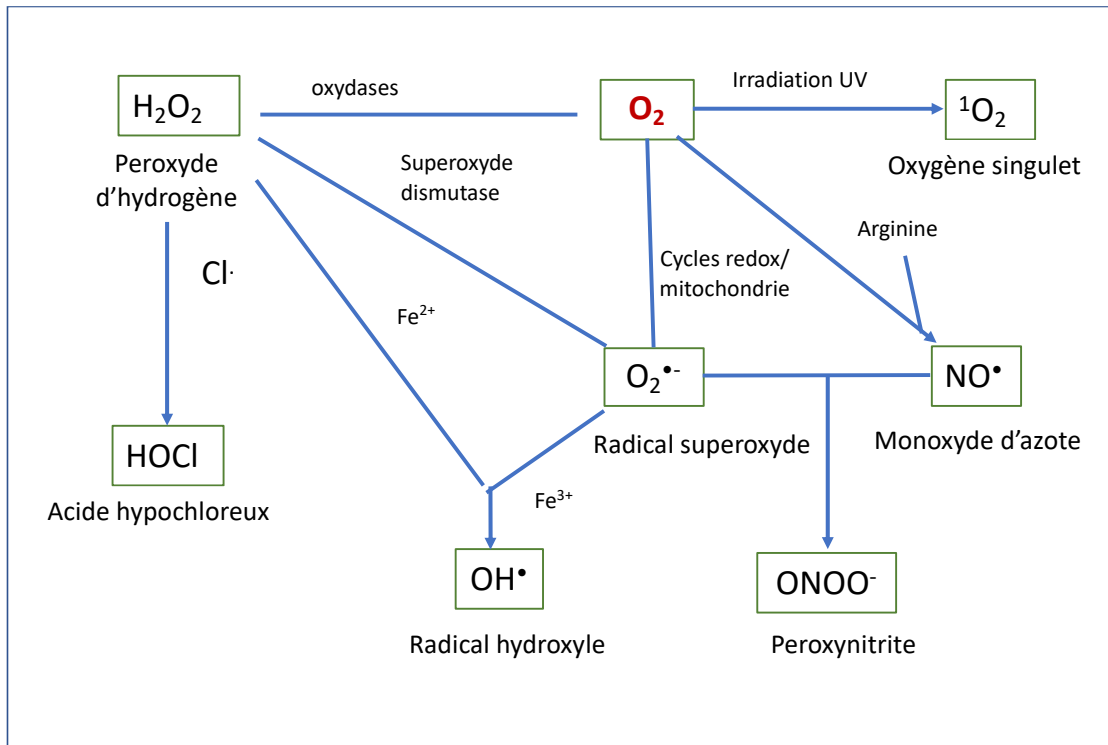 oxydases
Irradiation UV
H₂O₂
O₂
¹O₂
Peroxyde
d’hydrogène
Superoxyde
dismutase
Oxygène singulet
Arginine
Cl·
Cycles redox/
mitochondrie
Fe²⁺
O₂•-
NO•
Radical superoxyde
Monoxyde d’azote
HOCl
Acide hypochloreux
Fe³⁺
OH•
ONOO⁻
Radical hydroxyle
Peroxynitrite